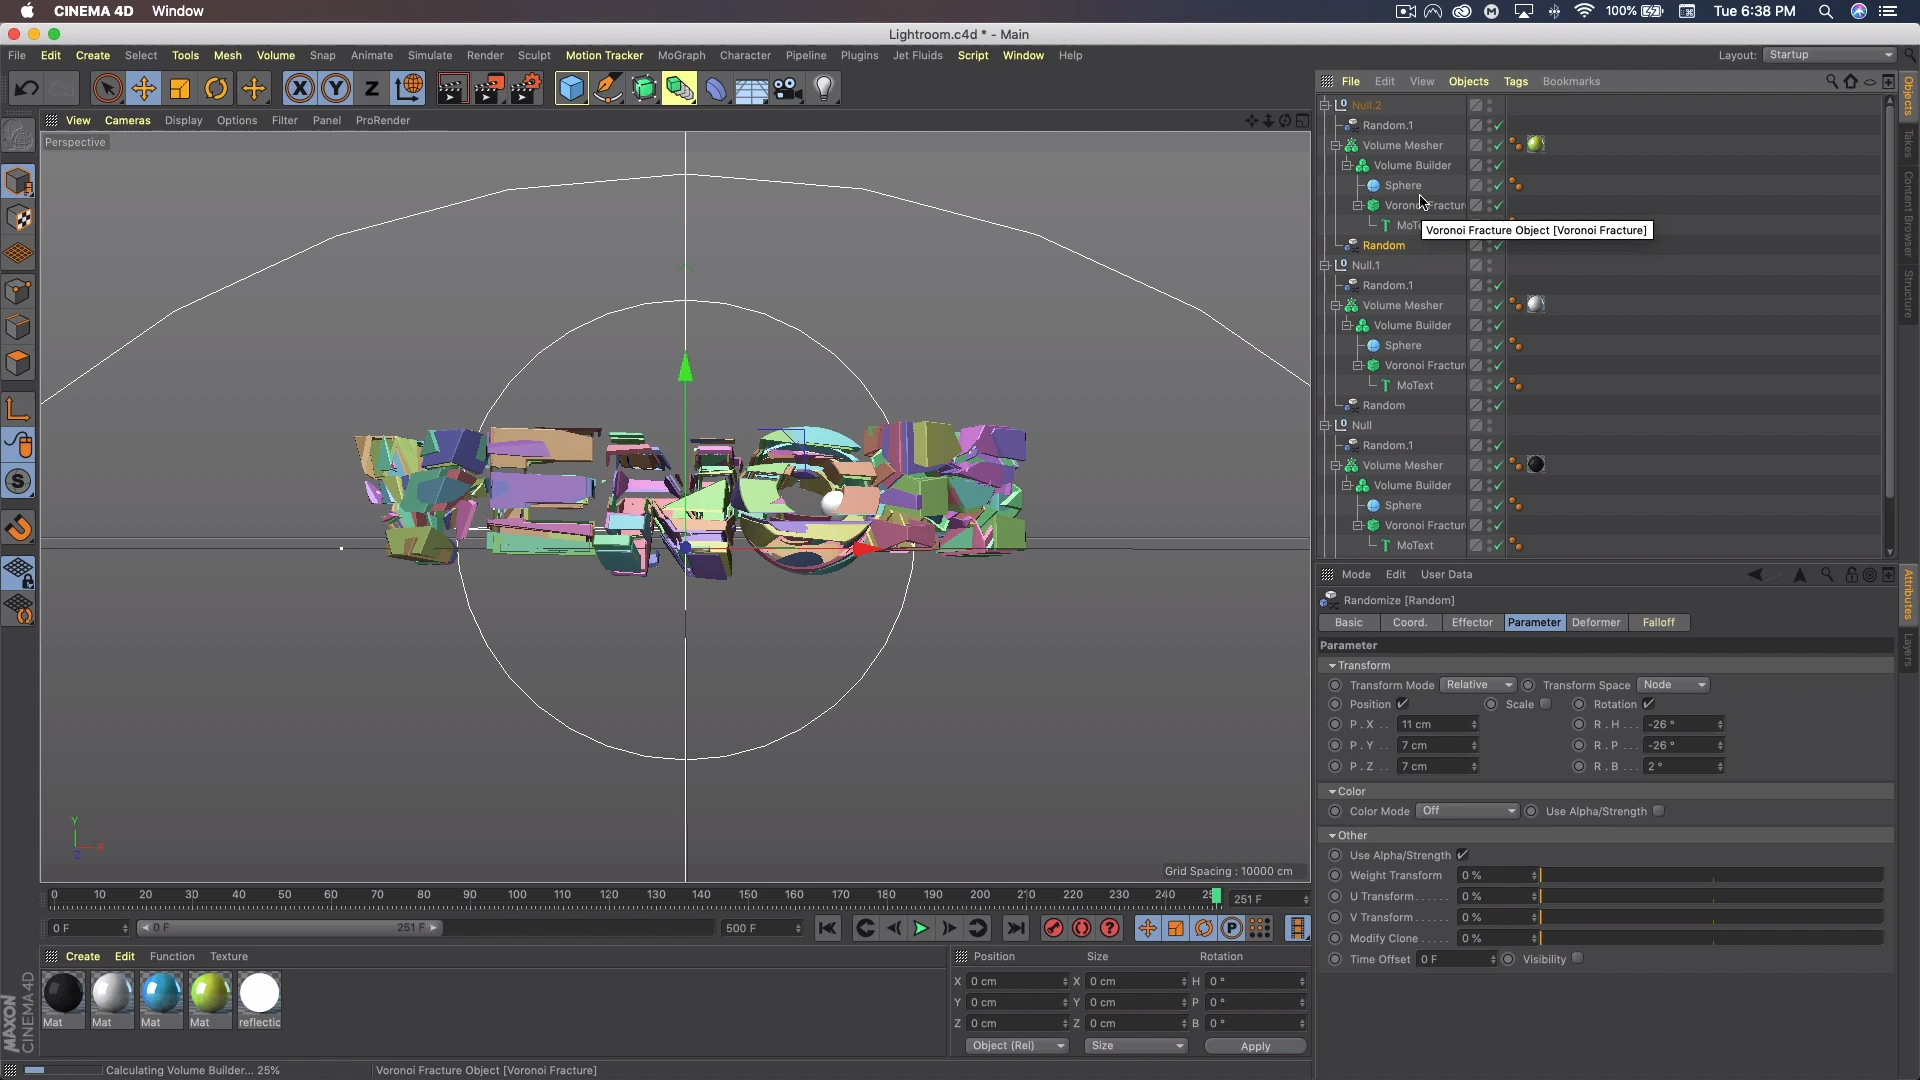 CINEMA 4D Window 100% Tue 6:38 PM
Lightroom.c4d * - Main
File Edit Create Select Tools Mesh Volume Snap Animate Simulate Render Sculpt Motion Tracker MoGraph Character Pipeline Plugins Jet Fluids Script Window Help Layout: Startup
X Y Z
File Edit View Objects Tags Bookmarks
View Cameras Display Options Filter Panel ProRender
Perspective
Null.2
Random.1
Volume Mesher
Volume Builder
Sphere
Voronoi Fractur
MoTe
Voronoi Fracture Object [Voronoi Fracture]
Random
Null.1
Random.1
Volume Mesher
Volume Builder
Sphere
Voronoi Fractur
MoText
Random
Null
Random.1
Volume Mesher
Volume Builder
Sphere
Voronoi Fractur
MoText
Objects
Takes
Content Browser
Structure
Mode Edit User Data
Randomize [Random]
Basic Coord. Effector Parameter Deformer Falloff
Parameter
Transform
Transform Mode Relative Transform Space Node
Position Scale Rotation
P . X . . 11 cm R . H . . . -26 °
P . Y . . 7 cm R . P . . . -26 °
P . Z . . 7 cm R . B . . . 2 °
Color
Color Mode Off Use Alpha/Strength
Other
Use Alpha/Strength
Weight Transform 0 %
U Transform...... 0 %
V Transform...... 0 %
Modify Clone ..... 0 %
Time Offset 0 F Visibility
Attributes
Layers
Y
X
Z
Grid Spacing : 10000 cm
0 10 20 30 40 50 60 70 80 90 100 110 120 130 140 150 160 170 180 190 200 210 220 230 240 25 251 F
0 F 0 F 251 F 500 F
Create Edit Function Texture
Mat Mat Mat Mat reflectic
Position Size Rotation
X 0 cm X 0 cm H 0 °
Y 0 cm Y 0 cm P 0 °
Z 0 cm Z 0 cm B 0 °
Object (Rel) Size Apply
MAXON
CINEMA 4D
Calculating Volume Builder... 25% Voronoi Fracture Object [Voronoi Fracture]